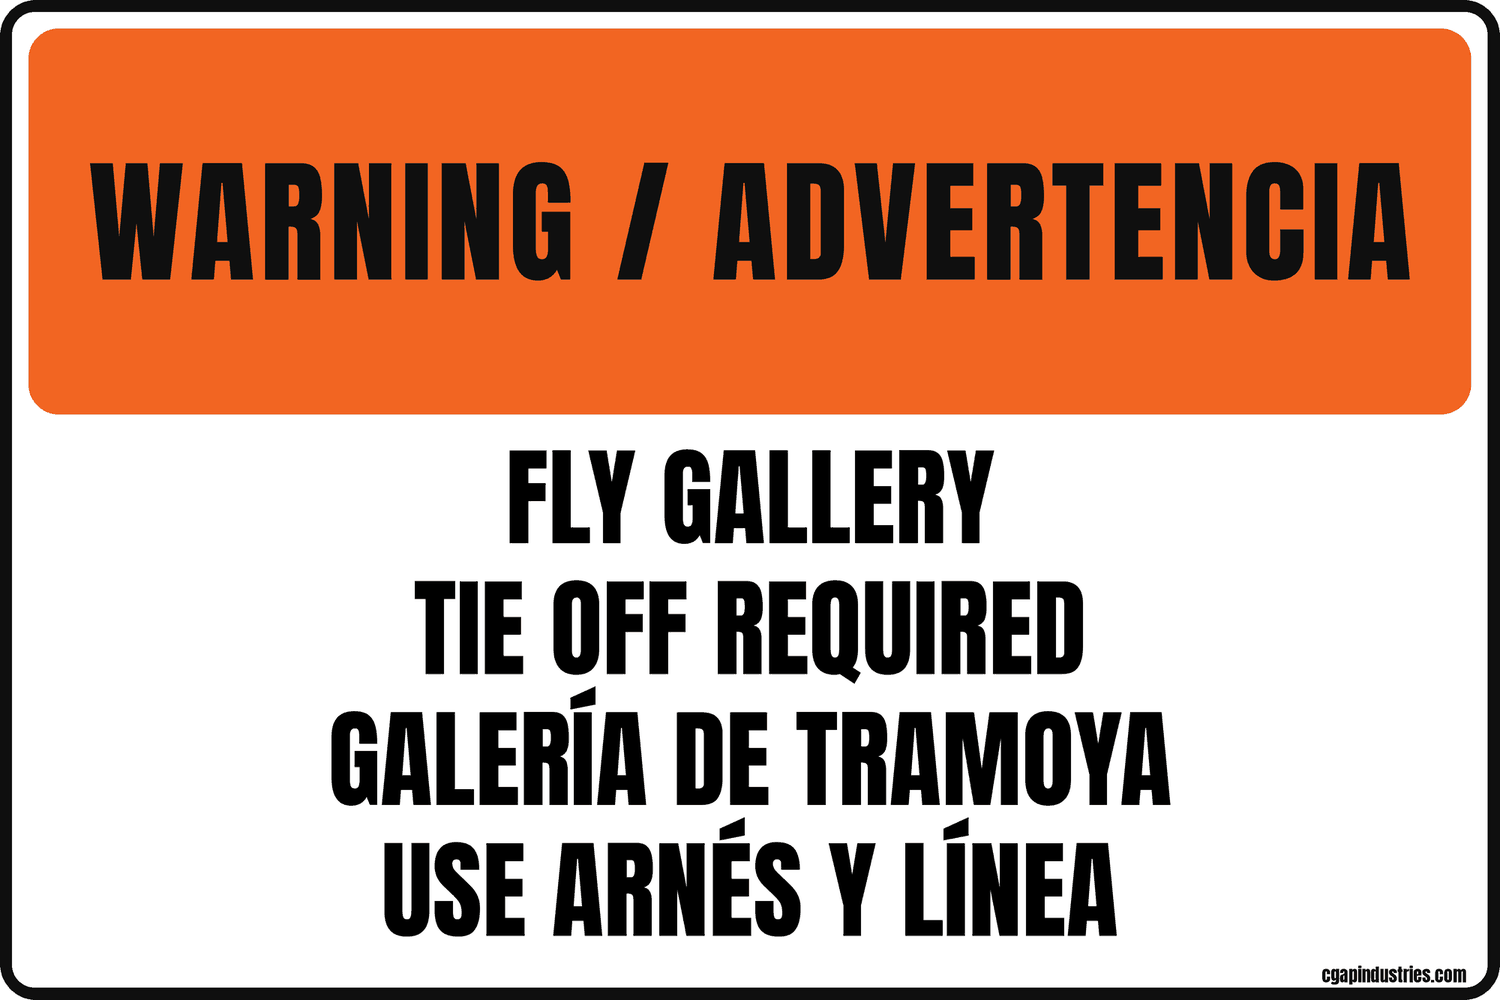 WARNING / ADVERTENCIA
FLY GALLERY
TIE OFF REQUIRED
GALERÍA DE TRAMOYA
USE ARNÉS Y LÍNEA
cgapindustries.com